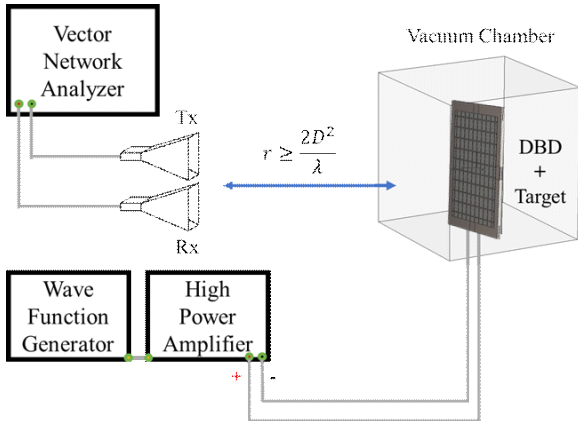 Vector
Network
Analyzer
Tx
Rx
r ≥ 2D²/λ
Vacuum Chamber
DBD
+
Target
Wave
Function
Generator
High
Power
Amplifier
+ -